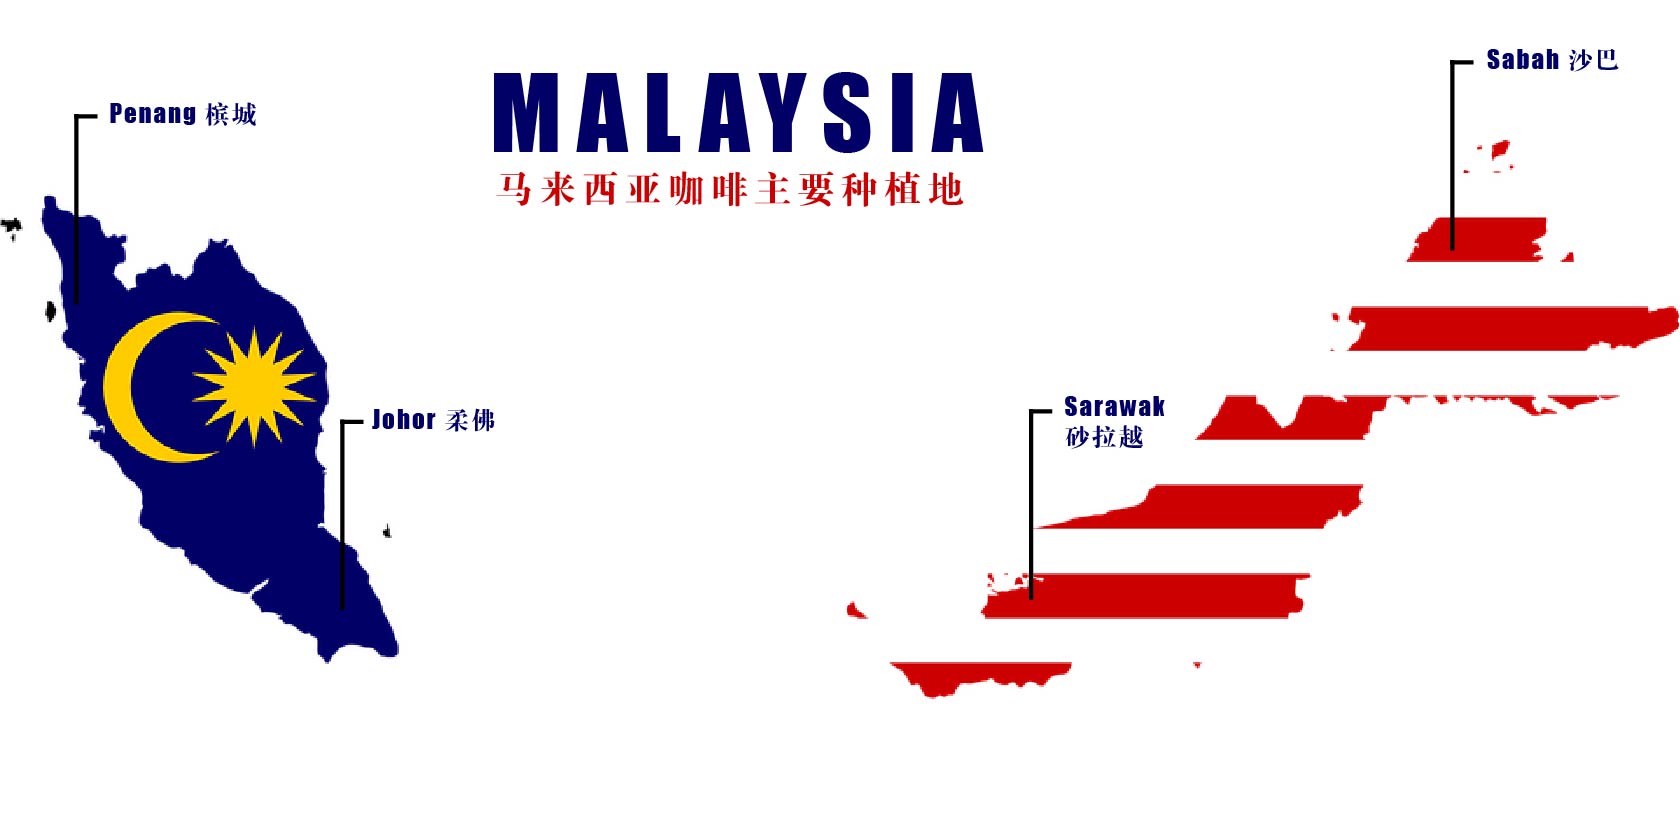 MALAYSIA
马来西亚咖啡主要种植地
Penang 槟城
Johor 柔佛
Sabah 沙巴
Sarawak
砂拉越